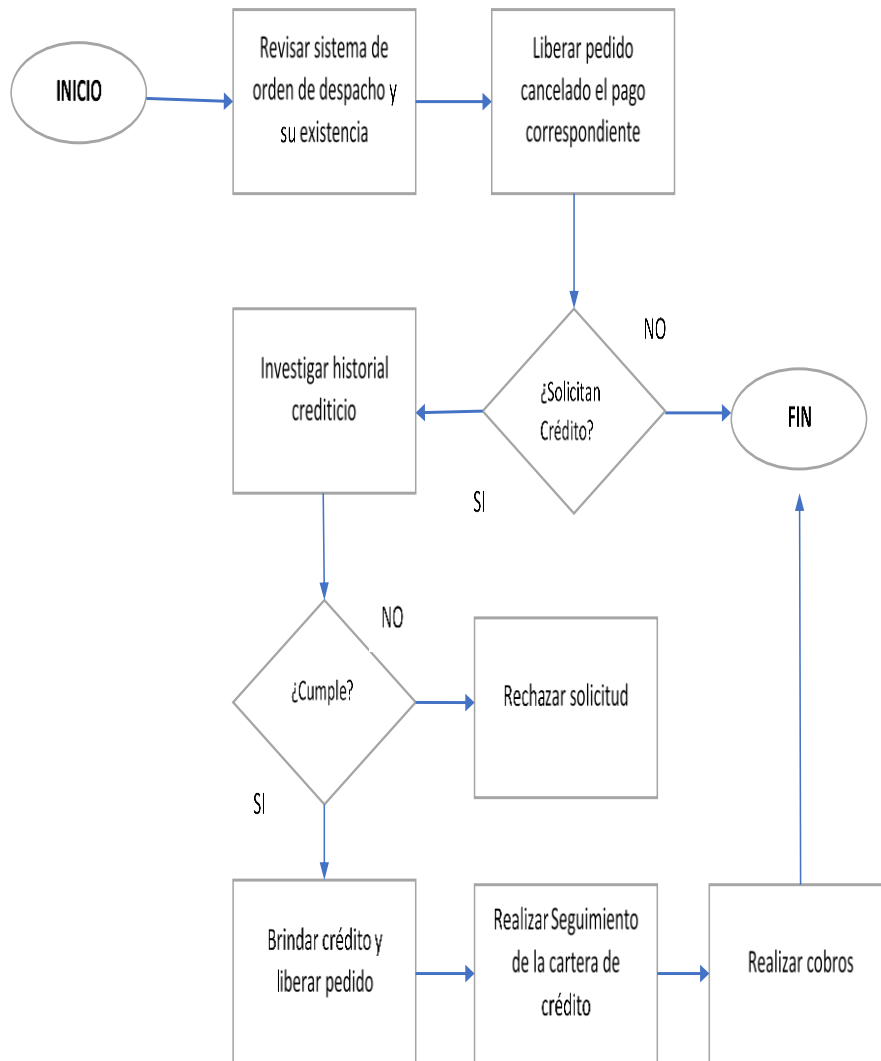 INICIO
Revisar sistema de
orden de despacho y
su existencia
Liberar pedido
cancelado el pago
correspondiente
¿Solicitan
Crédito?
NO
FIN
SI
Investigar historial
crediticio
¿Cumple?
NO
Rechazar solicitud
SI
Brindar crédito y
liberar pedido
Realizar Seguimiento
de la cartera de
crédito
Realizar cobros